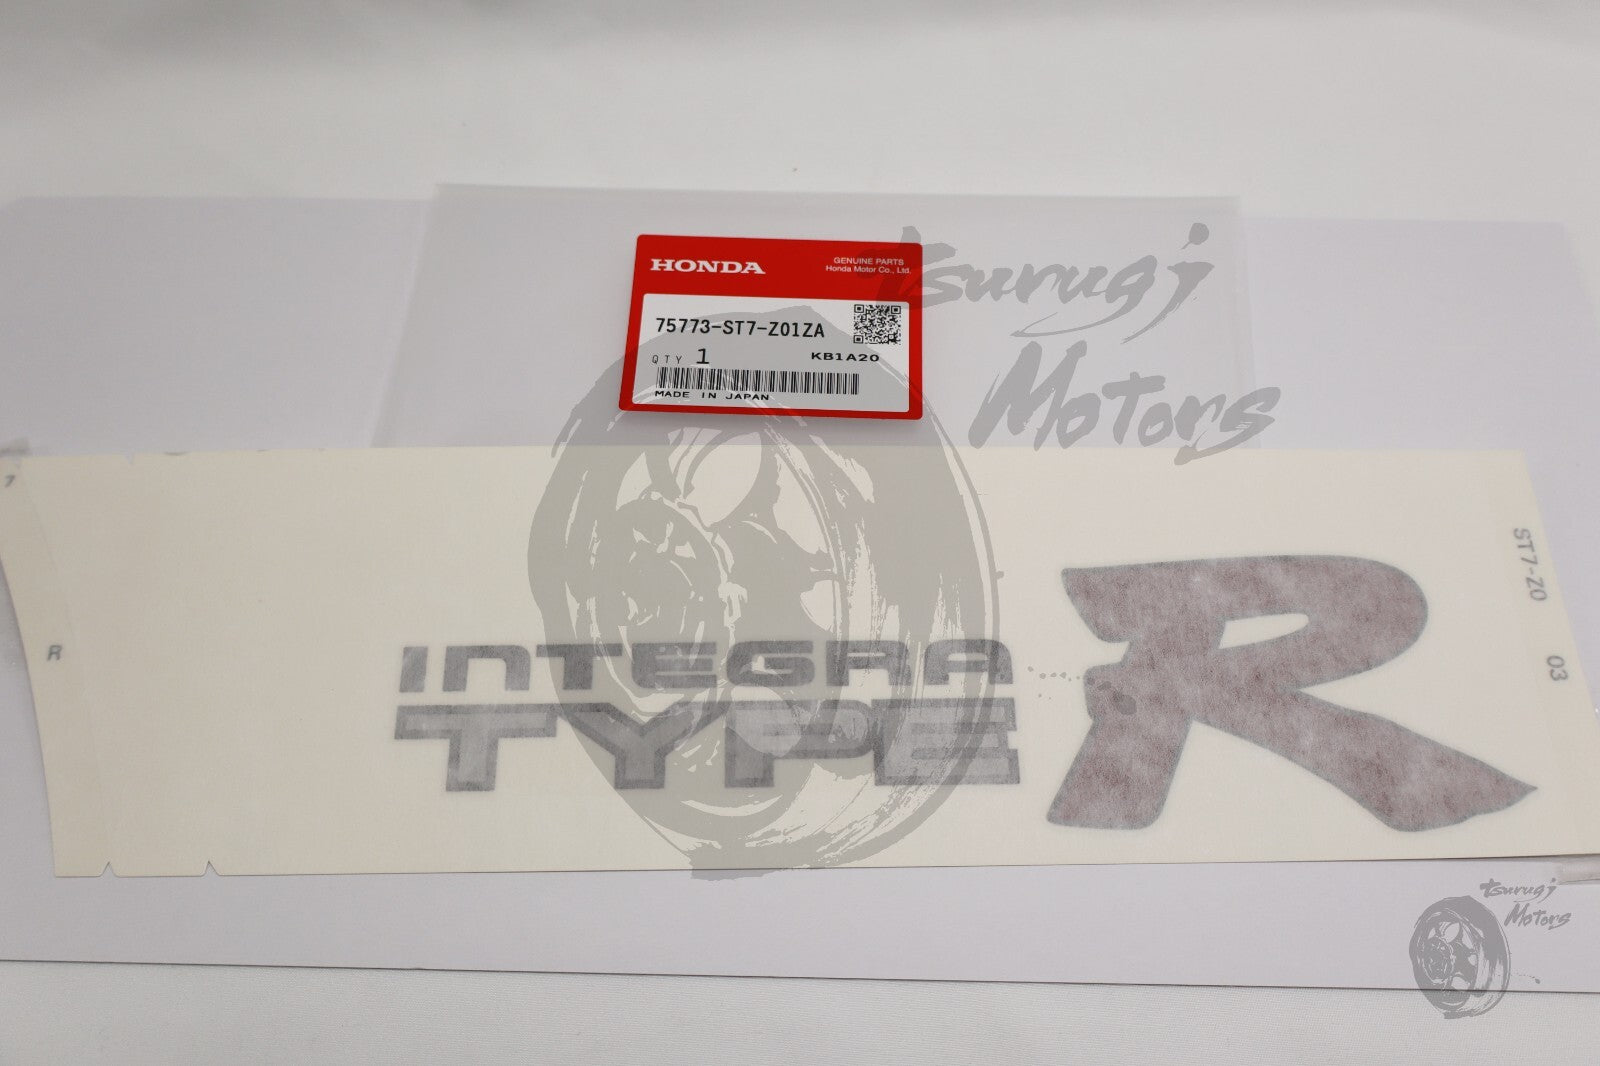 HONDA
GENUINE PARTS
Honda Motor Co., Ltd.
75773-ST7-Z01ZA
QTY 1
KB1A20
MADE IN JAPAN
tsurugi
Motors
7
R
INTEGRA
TYPE R
ST7-Z0
03
tsurugi
Motors